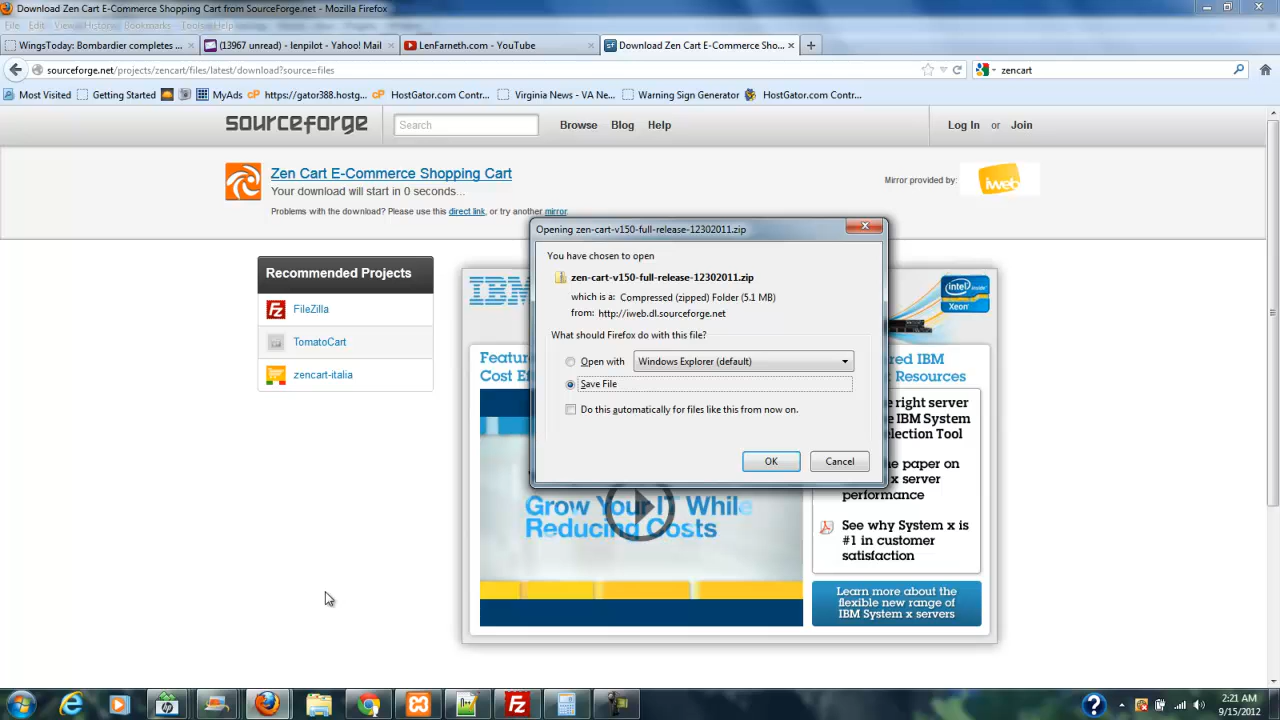 Download Zen Cart E-Commerce Shopping Cart from SourceForge.net - Mozilla Firefox
File Edit View History Bookmarks Tools Help
WingsToday: Bombardier completes ...
(13967 unread) - lenpilot - Yahoo! Mail
LenFarneth.com - YouTube
Download Zen Cart E-Commerce Sho...
sourceforge.net/projects/zencart/files/latest/download?source=files
zencart
Most Visited
Getting Started
MyAds
https://gator388.hostg...
HostGator.com Contr...
Virginia News - VA Ne...
Warning Sign Generator
HostGator.com Contr...
sourceforge
Search
Browse
Blog
Help
Log In or Join
Zen Cart E-Commerce Shopping Cart
Your download will start in 0 seconds...
Problems with the download? Please use this direct link, or try another mirror.
Mirror provided by:
iweb
Recommended Projects
FileZilla
TomatoCart
zencart-italia
Opening zen-cart-v150-full-release-12302011.zip
You have chosen to open
zen-cart-v150-full-release-12302011.zip
which is a: Compressed (zipped) Folder (5.1 MB)
from: http://iweb.dl.sourceforge.net
What should Firefox do with this file?
Open with
Windows Explorer (default)
Save File
Do this automatically for files like this from now on.
OK
Cancel
IBM
intel
Xeon
Cost
ed IBM
Resources
right server
IBM System
election Tool
paper on
x server
performance
See why System x is
#1 in customer
satisfaction
Grow Your IT While
Reducing Costs
Learn more about the
flexible new range of
IBM System x servers
2:21 AM
9/15/2012